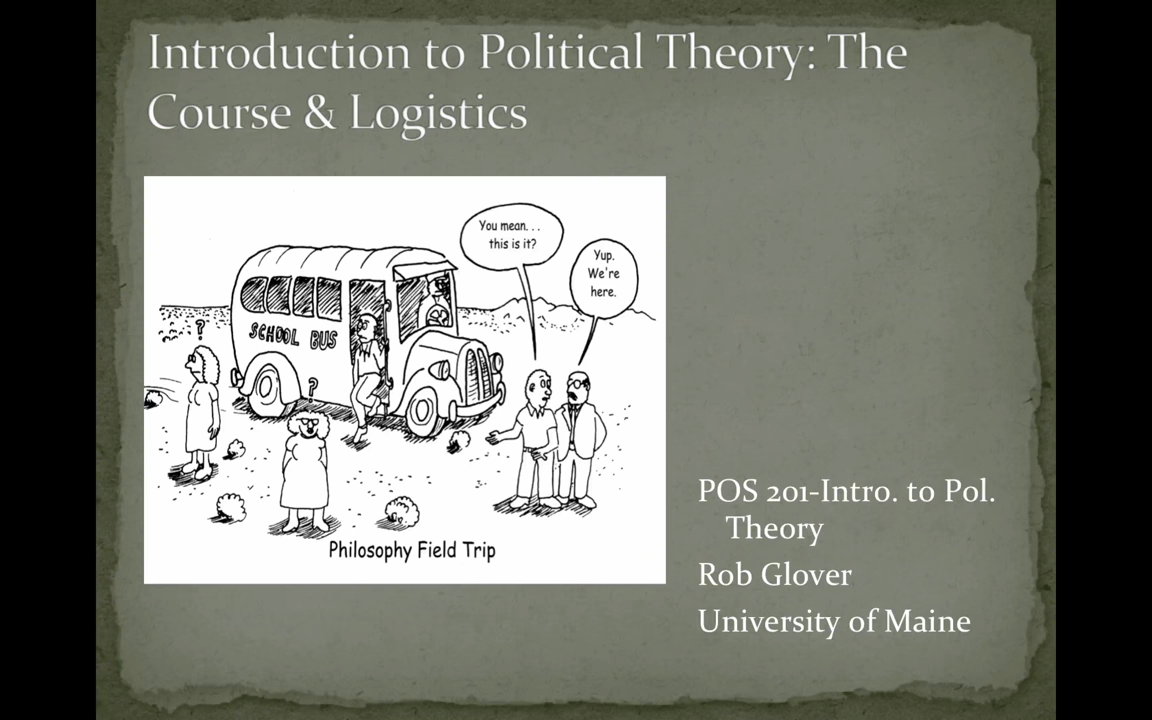 Introduction to Political Theory: The
Course & Logistics
You mean. . .
this is it?
Yup.
We're
here.
SCHOOL BUS
?
?
Philosophy Field Trip
POS 201-Intro. to Pol.
Theory
Rob Glover
University of Maine